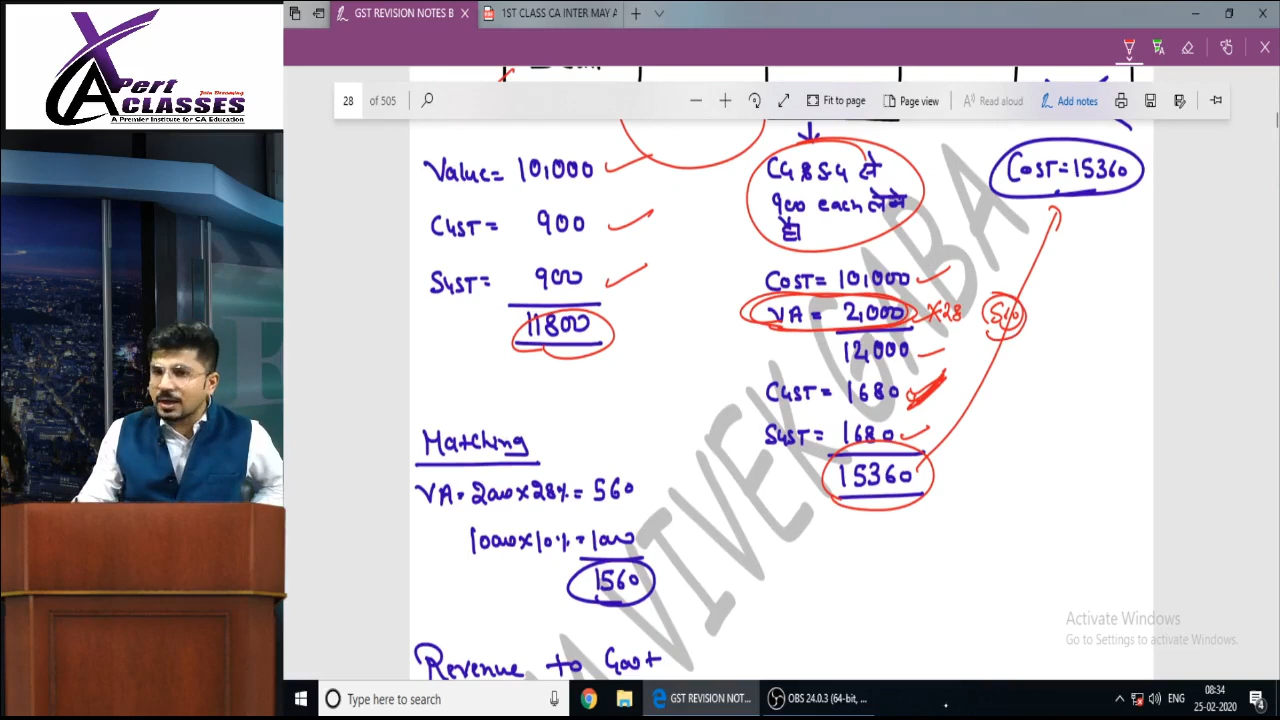 GST REVISION NOTES B
1ST CLASS CA INTER MAY A
28 of 505
Fit to page
Page view
Read aloud
Add notes
XPert
Join Dreaming
CA CLASSES
A Premier Institute for CA Education
Value = 10,000
CGST = 900
SGST = 900
11800
CG & SG से
900 each लेने
है
Cost = 10,000
VA = 2,000 × 28
560
12,000
CGST = 1680
SGST = 1680
15360
Cost = 15360
Matching
VA = 2000 × 28% = 560
10000 × 10% = 1000
1560
Revenue to Govt
VIVEK GABA
Activate Windows
Go to Settings to activate Windows.
Type here to search
GST REVISION NOT...
OBS 24.0.3 (64-bit, ...
ENG
08:34
25-02-2020
4